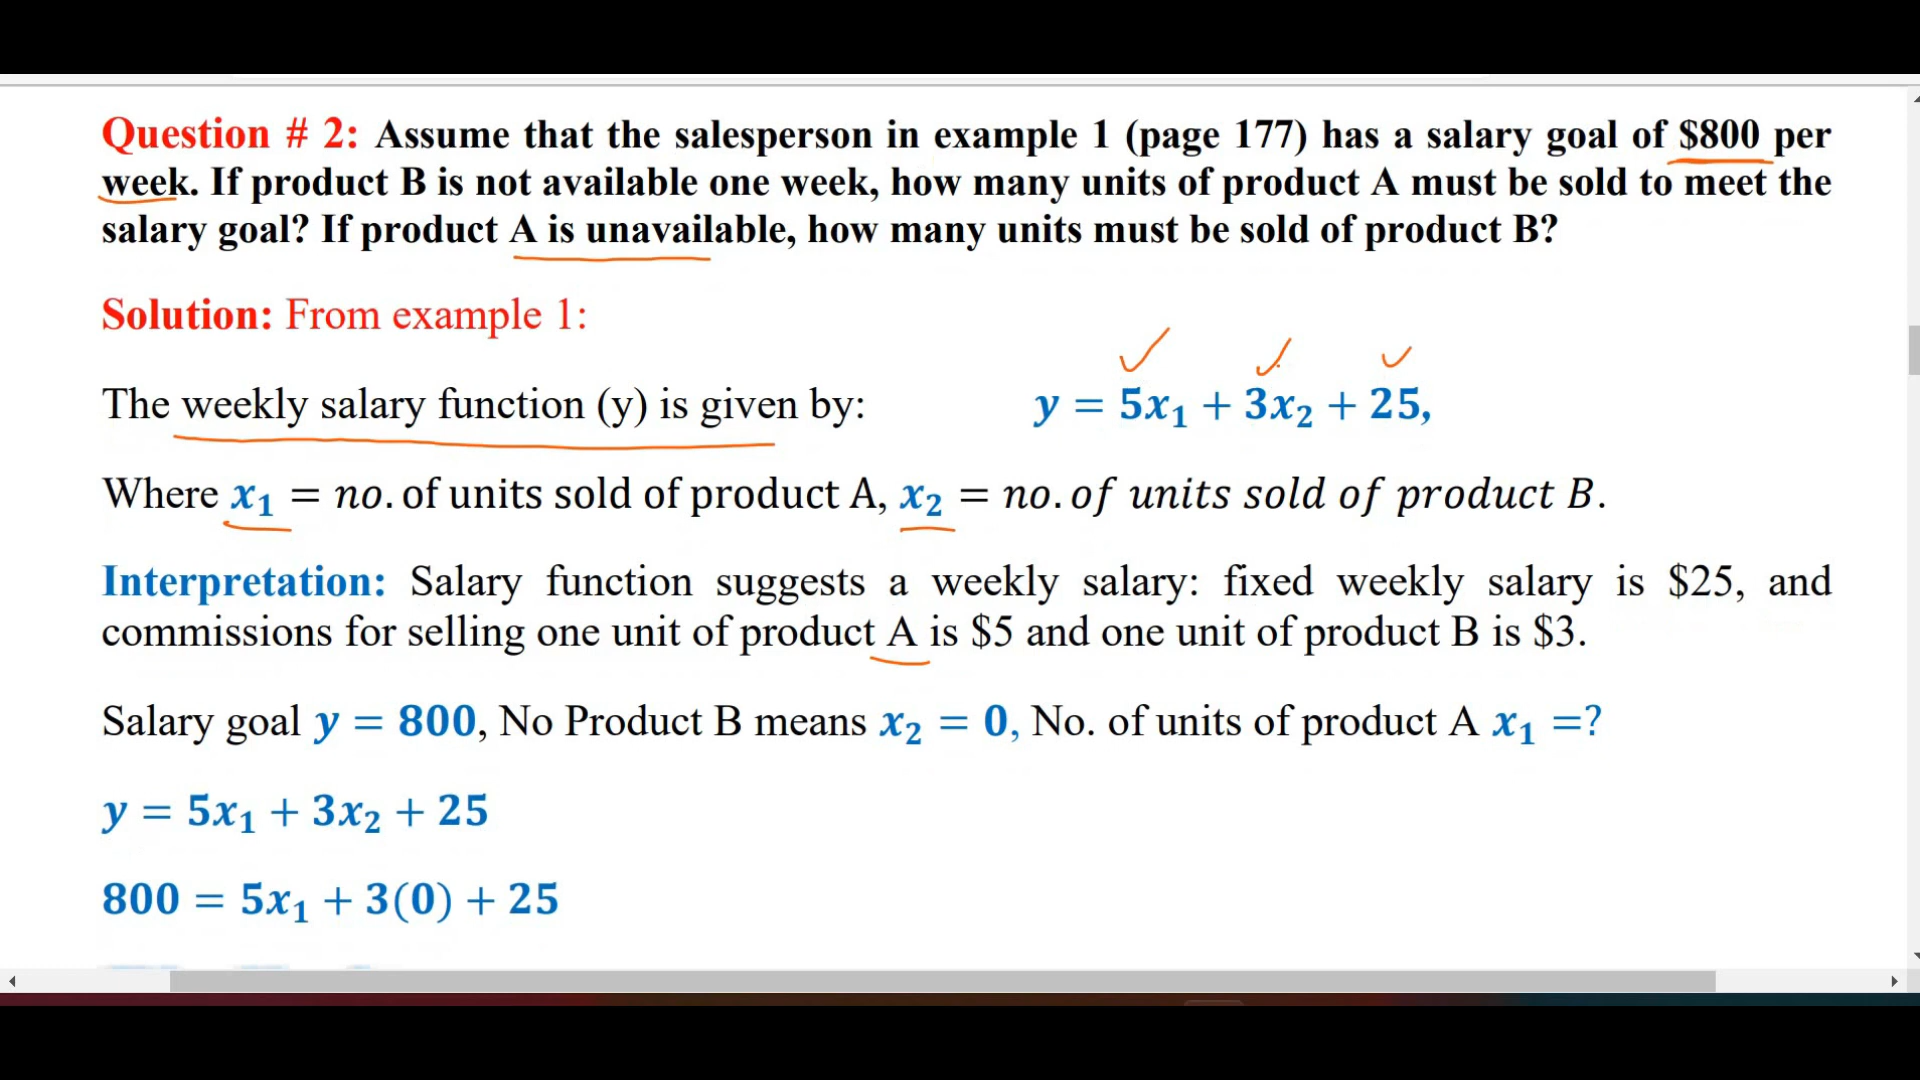 Question # 2: Assume that the salesperson in example 1 (page 177) has a salary goal of $800 per
week. If product B is not available one week, how many units of product A must be sold to meet the
salary goal? If product A is unavailable, how many units must be sold of product B?
Solution: From example 1:
The weekly salary function (y) is given by: y = 5x₁ + 3x₂ + 25,
Where x₁ = no. of units sold of product A, x₂ = no. of units sold of product B.
Interpretation: Salary function suggests a weekly salary: fixed weekly salary is $25, and
commissions for selling one unit of product A is $5 and one unit of product B is $3.
Salary goal y = 800, No Product B means x₂ = 0, No. of units of product A x₁ =?
y = 5x₁ + 3x₂ + 25
800 = 5x₁ + 3(0) + 25